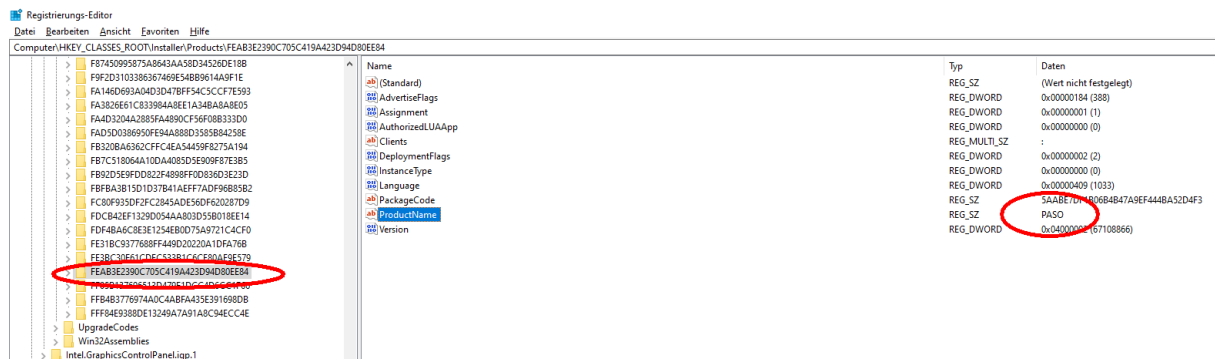 Registrierungs-Editor
Datei Bearbeiten Ansicht Favoriten Hilfe
Computer\HKEY_CLASSES_ROOT\Installer\Products\FEAB3E2390C705C419A423D94D80EE84
F87450995875A8643AA58D34526DE18B
F9F2D3103386367469E54BB9614A9F1E
FA146D693A04D3D47BFF54C5CCF7E593
FA3826E61C833984A8EE1A34BA8A8E05
FA4D3204A2885FA4890CF56F08B333D0
FAD5D0386950FE94A888D3585B84258E
FB320BA6362CFFC4EA54459F8275A194
FB7C518064A10DA4085D5E909F87E3B5
FB92D5E9FDD822F4898FF0D836D3E23D
FBFBA3B15D1D37B41AEFF7ADF96B85B2
FC80F935DF2FC2845ADE56DF620287D9
FDCB42EF1329D054AA803D55B018EE14
FDF4BA6C8E3E1254EB0D75A9721C4CF0
FE31BC9377688FF449D20220A1DFA76B
FEAB3E2390C705C419A423D94D80EE84
FFB4B3776974A0C4ABFA435E391698DB
FFF84E9388DE13249A7A91A8C94ECC4E
UpgradeCodes
Win32Assemblies
Intel.GraphicsControlPanel.igp.1
Name Typ Daten
(Standard) REG_SZ (Wert nicht festgelegt)
AdvertiseFlags REG_DWORD 0x00000184 (388)
Assignment REG_DWORD 0x00000001 (1)
AuthorizedLUAApp REG_DWORD 0x00000000 (0)
Clients REG_MULTI_SZ :
DeploymentFlags REG_DWORD 0x00000002 (2)
InstanceType REG_DWORD 0x00000000 (0)
Language REG_DWORD 0x00000409 (1033)
PackageCode REG_SZ
ProductName REG_SZ PASO
Version REG_DWORD 0x04000002 (67108866)